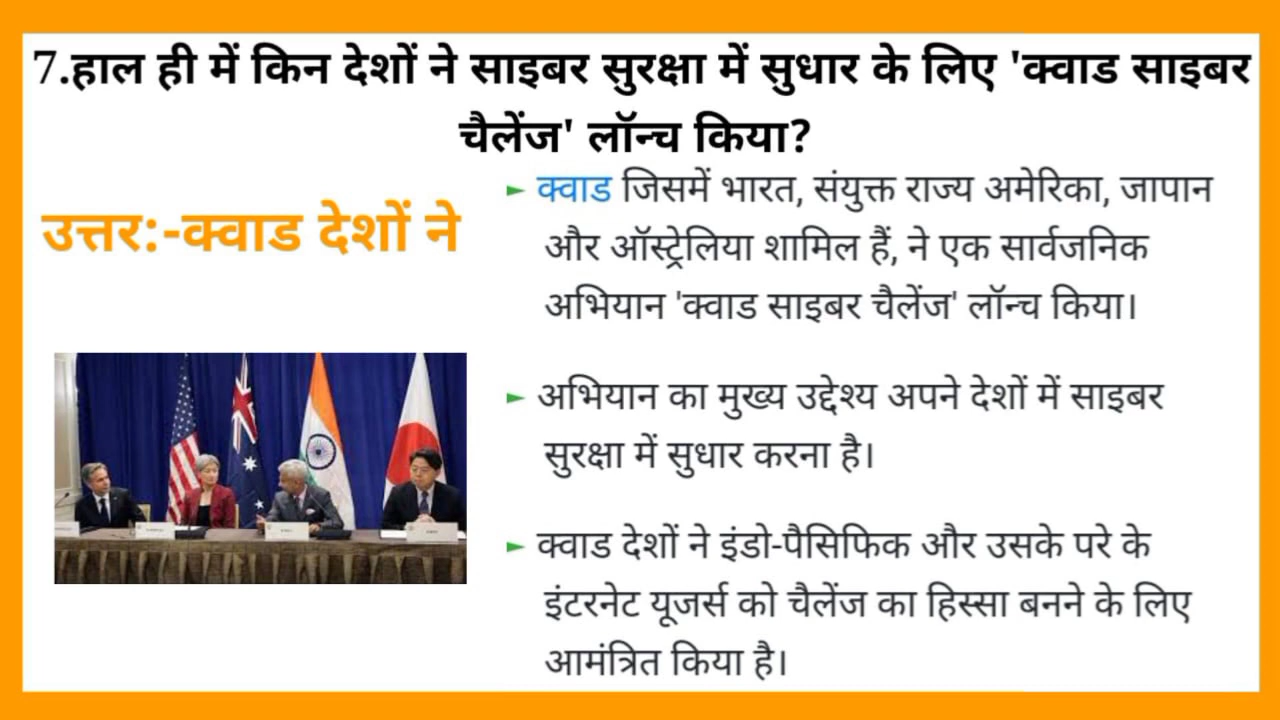 7.हाल ही में किन देशों ने साइबर सुरक्षा में सुधार के लिए 'क्वाड साइबर
चैलेंज' लॉन्च किया?
उत्तर:-क्वाड देशों ने
► क्वाड जिसमें भारत, संयुक्त राज्य अमेरिका, जापान
और ऑस्ट्रेलिया शामिल हैं, ने एक सार्वजनिक
अभियान 'क्वाड साइबर चैलेंज' लॉन्च किया।
► अभियान का मुख्य उद्देश्य अपने देशों में साइबर
सुरक्षा में सुधार करना है।
► क्वाड देशों ने इंडो-पैसिफिक और उसके परे के
इंटरनेट यूजर्स को चैलेंज का हिस्सा बनने के लिए
आमंत्रित किया है।